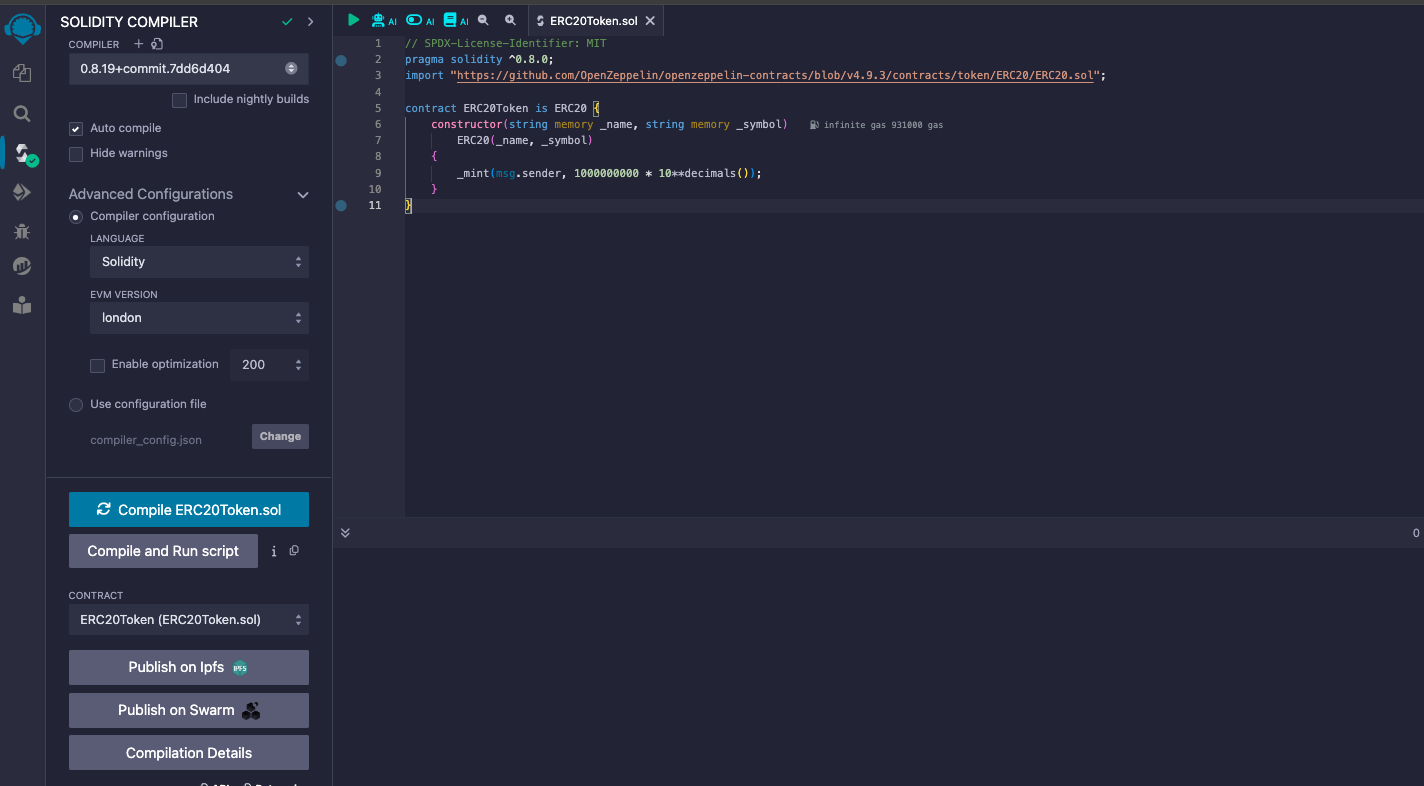 SOLIDITY COMPILER
COMPILER
0.8.19+commit.7dd6d404
Include nightly builds
Auto compile
Hide warnings
Advanced Configurations
Compiler configuration
LANGUAGE
Solidity
EVM VERSION
london
Enable optimization
200
Use configuration file
compiler_config.json
Change
Compile ERC20Token.sol
Compile and Run script
i
CONTRACT
ERC20Token (ERC20Token.sol)
Publish on Ipfs IPFS
Publish on Swarm
Compilation Details
AI AI AI ERC20Token.sol
1 // SPDX-License-Identifier: MIT
2 pragma solidity ^0.8.0;
3 import "https://github.com/OpenZeppelin/openzeppelin-contracts/blob/v4.9.3/contracts/token/ERC20/ERC20.sol";
4
5 contract ERC20Token is ERC20 {
6 constructor(string memory _name, string memory _symbol) infinite gas 931000 gas
7 ERC20(_name, _symbol)
8 {
9 _mint(msg.sender, 1000000000 * 10**decimals());
10 }
11 }
0